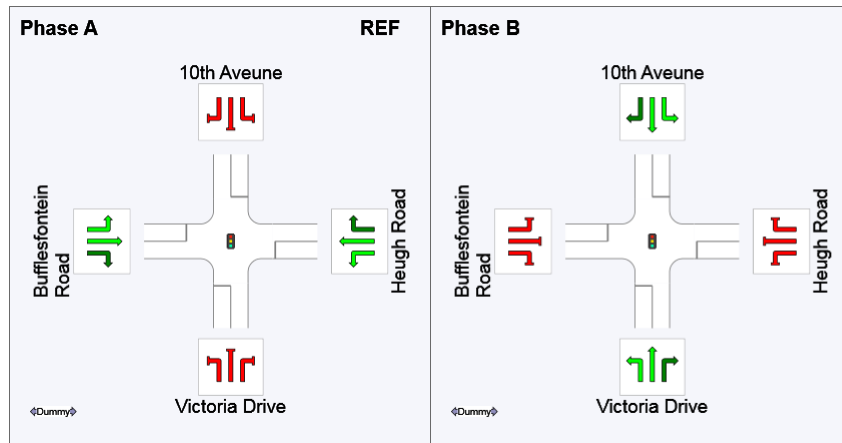 Phase A
REF
10th Aveune
Bufflesfontein
Road
Heugh Road
Victoria Drive
Dummy
Phase B
10th Aveune
Bufflesfontein
Road
Heugh Road
Victoria Drive
Dummy